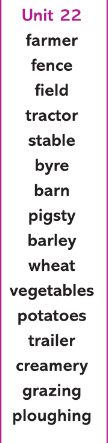 Unit 22
farmer
fence
field
tractor
stable
byre
barn
pigsty
barley
wheat
vegetables
potatoes
trailer
creamery
grazing
ploughing